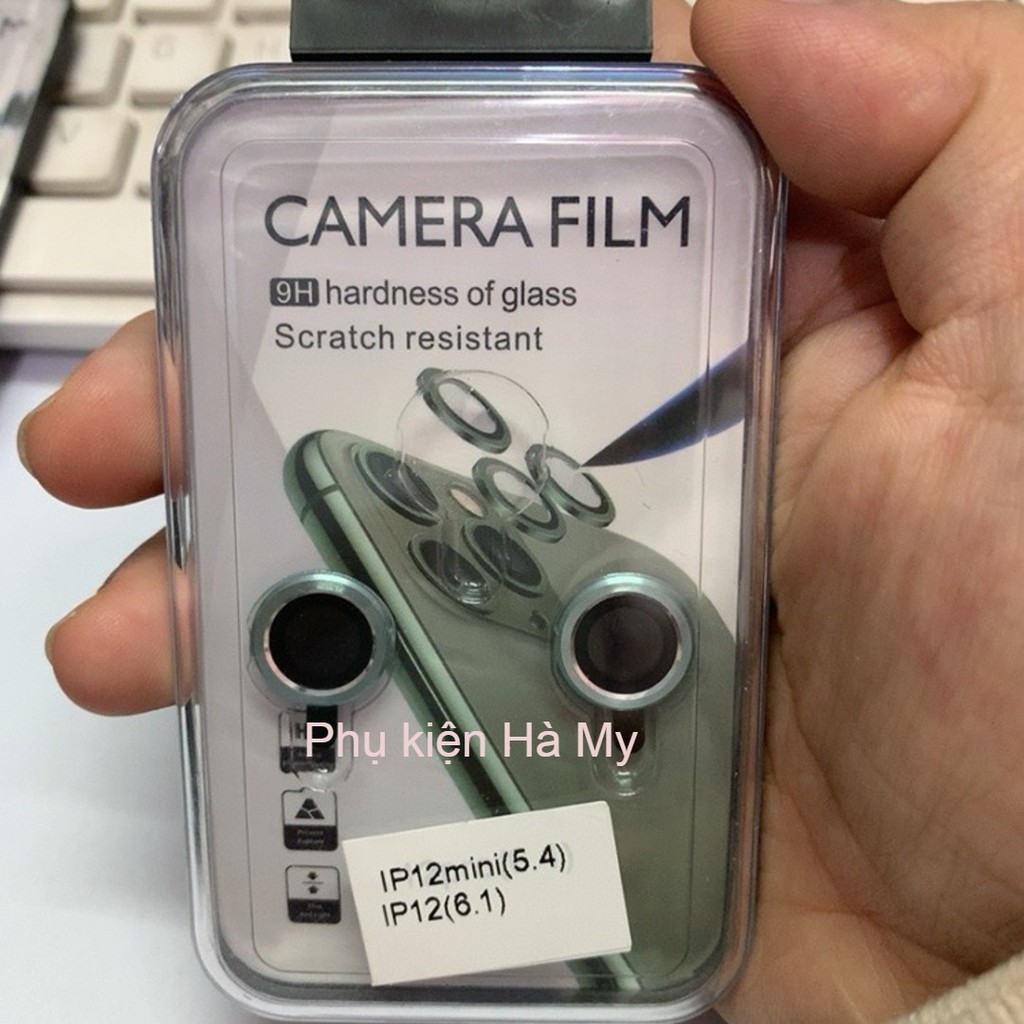 CAMERA FILM
9H hardness of glass
Scratch resistant
Phụ kiện Hà My
IP12mini(5.4)
IP12(6.1)